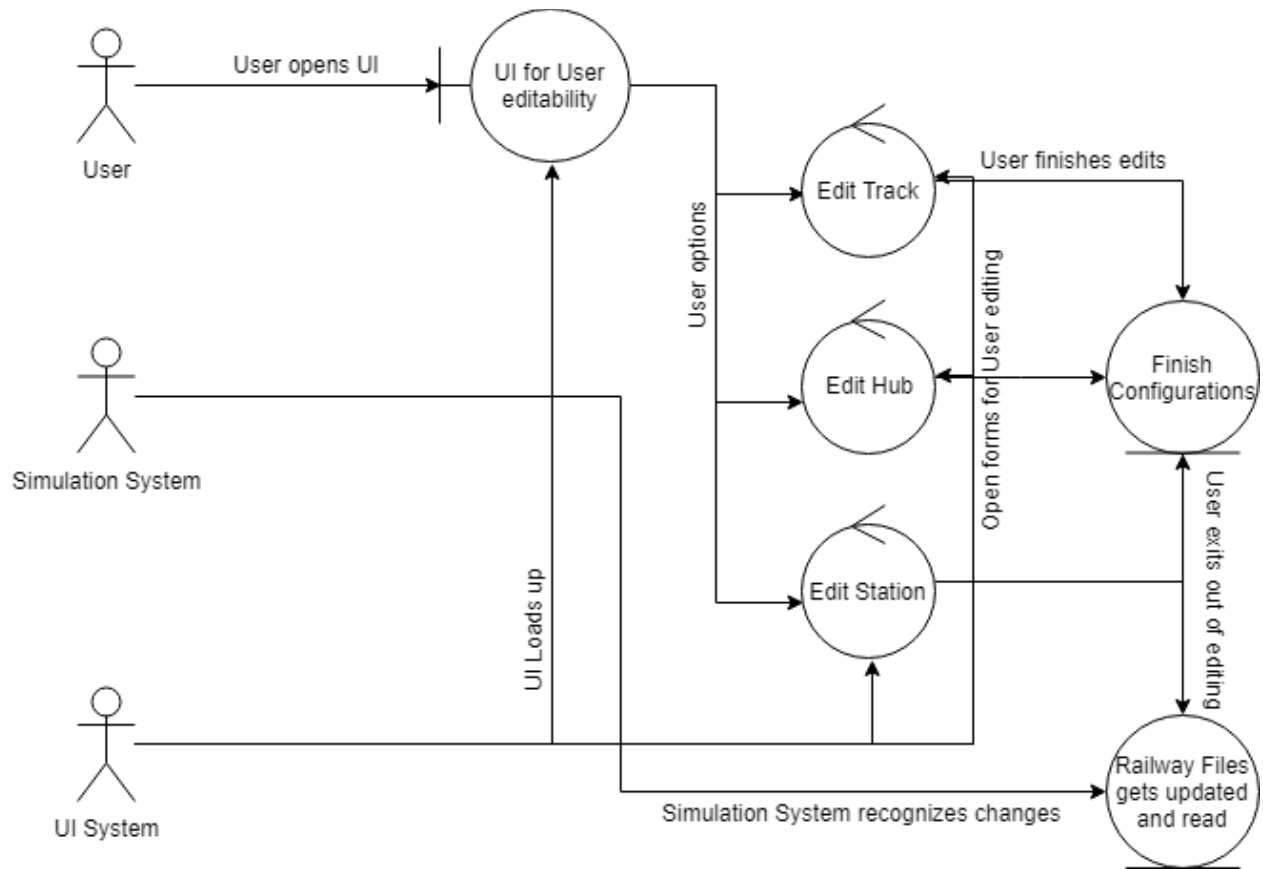 User opens UI
UI for User
editability
User
Edit Track
User finishes edits
User options
Open forms for User editing
Edit Hub
Finish
Configurations
Simulation System
User exits out of editing
Edit Station
UI Loads up
UI System
Simulation System recognizes changes
Railway Files
gets updated
and read